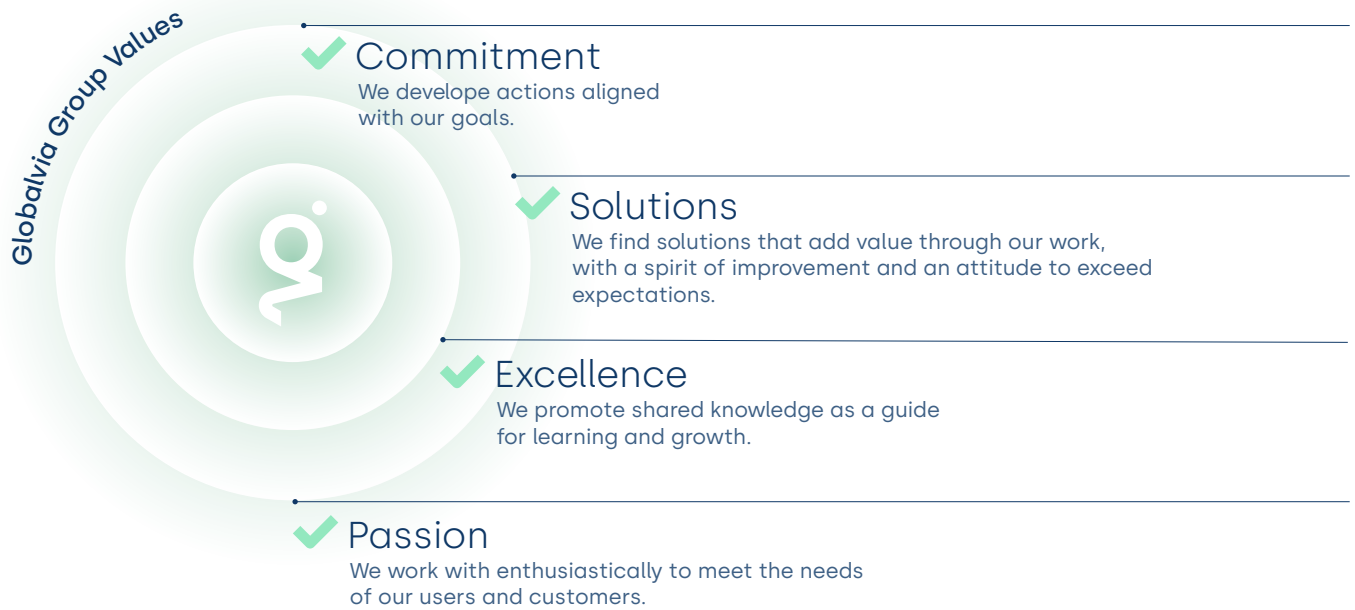 Globalvia Group Values
Commitment
We develope actions aligned
with our goals.
Solutions
We find solutions that add value through our work,
with a spirit of improvement and an attitude to exceed
expectations.
Excellence
We promote shared knowledge as a guide
for learning and growth.
Passion
We work with enthusiastically to meet the needs
of our users and customers.